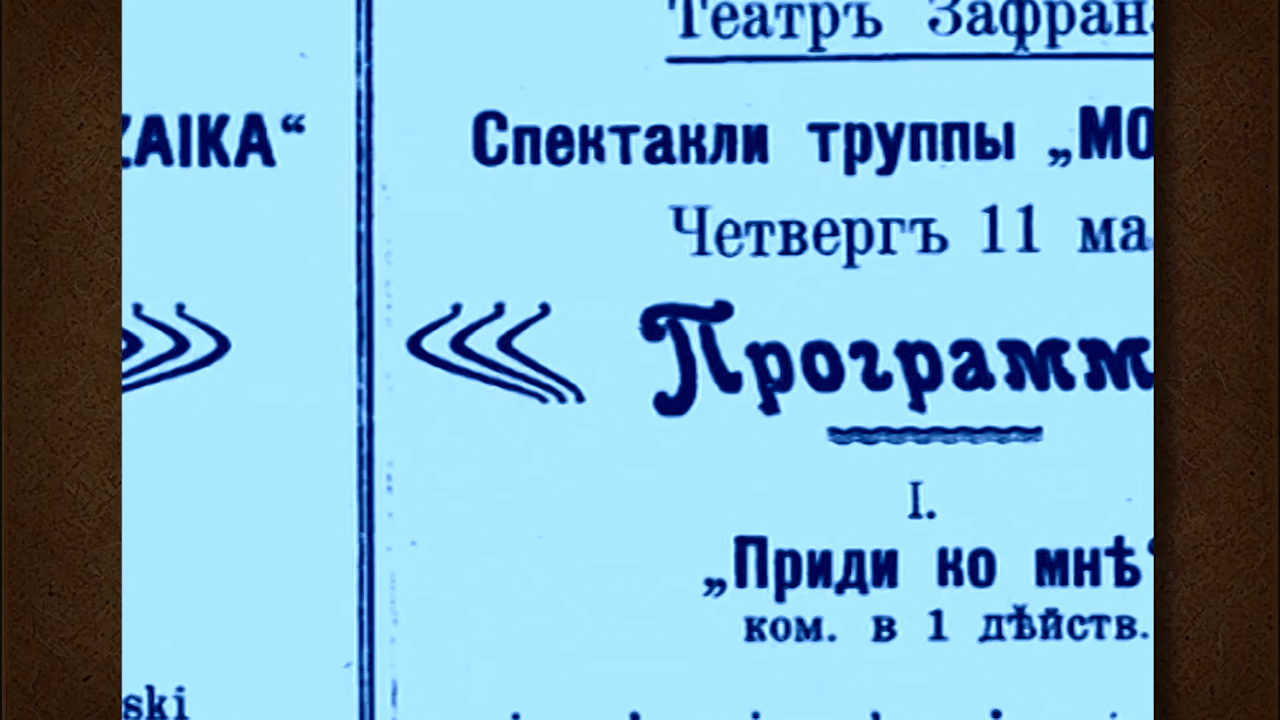 Театръ Зафран
ZAIKA“
Спектакли труппы „МО
Четвергъ 11 ма
Программ
I.
„Приди ко мнѣ“
ком. в 1 дѣйств.
ski